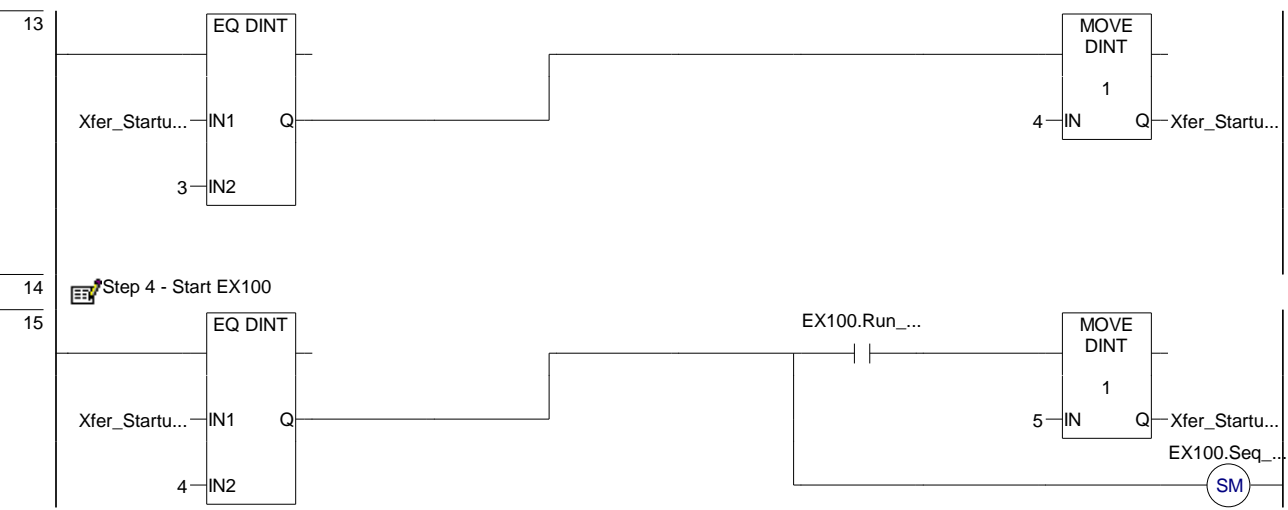 13
EQ DINT
MOVE
DINT
1
Xfer_Startu...
IN1
Q
4
IN
Q
Xfer_Startu...
3
IN2
14
Step 4 - Start EX100
15
EQ DINT
EX100.Run_...
MOVE
DINT
1
Xfer_Startu...
IN1
Q
5
IN
Q
Xfer_Startu...
EX100.Seq_...
4
IN2
SM